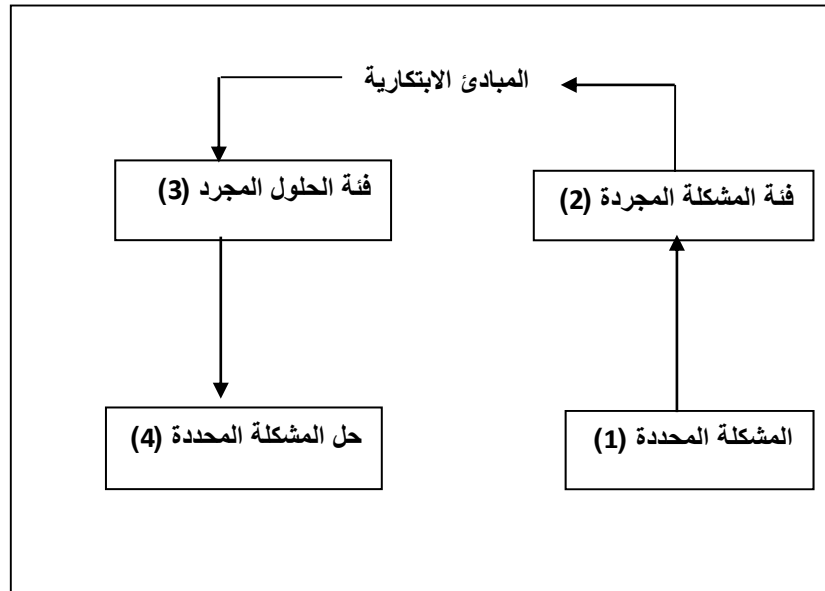 المبادئ الابتكارية
فئة المشكلة المجردة (2)
فئة الحلول المجرد (3)
المشكلة المحددة (1)
حل المشكلة المحددة (4)